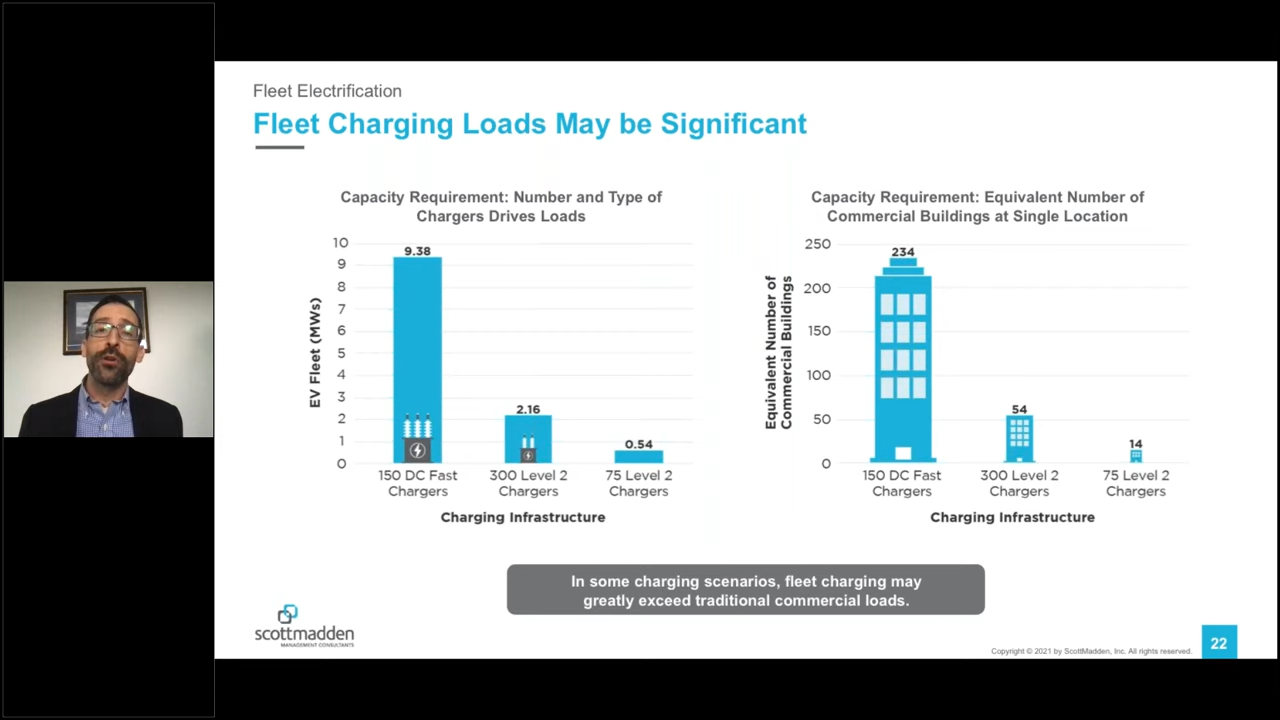 Fleet Electrification
Fleet Charging Loads May be Significant
Capacity Requirement: Number and Type of
Chargers Drives Loads
EV Fleet (MWs)
10
9
8
7
6
5
4
3
2
1
0
9.38
2.16
0.54
150 DC Fast
Chargers
300 Level 2
Chargers
75 Level 2
Chargers
Charging Infrastructure
Capacity Requirement: Equivalent Number of
Commercial Buildings at Single Location
Equivalent Number of
Commercial Buildings
250
200
150
100
50
0
234
54
14
150 DC Fast
Chargers
300 Level 2
Chargers
75 Level 2
Chargers
Charging Infrastructure
In some charging scenarios, fleet charging may
greatly exceed traditional commercial loads.
scottmadden
MANAGEMENT CONSULTANTS
Copyright © 2021 by ScottMadden, Inc. All rights reserved.
22